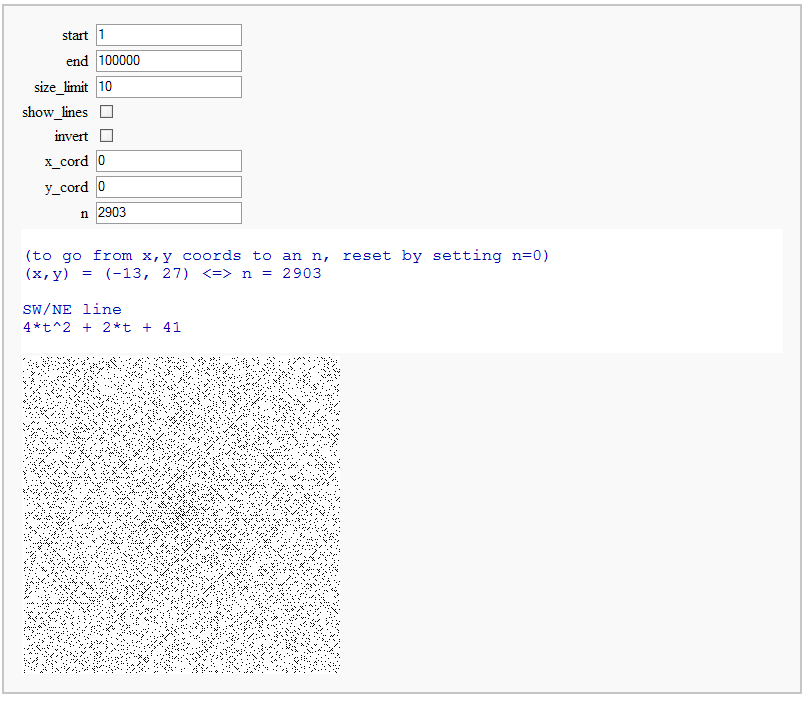 start 1
end 100000
size_limit 10
show_lines
invert
x_cord 0
y_cord 0
n 2903
(to go from x,y coords to an n, reset by setting n=0)
(x,y) = (-13, 27) <=> n = 2903
SW/NE line
4*t^2 + 2*t + 41